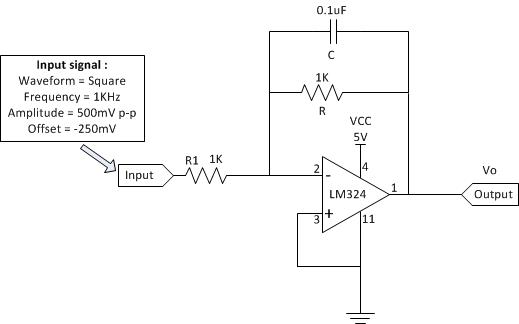 0.1uF
C
Input signal :
Waveform = Square
Frequency = 1KHz
Amplitude = 500mV p-p
Offset = -250mV
1K
R
VCC
5V
R1 1K
Input
2
-
4
LM324
1
Vo
Output
3
+
11